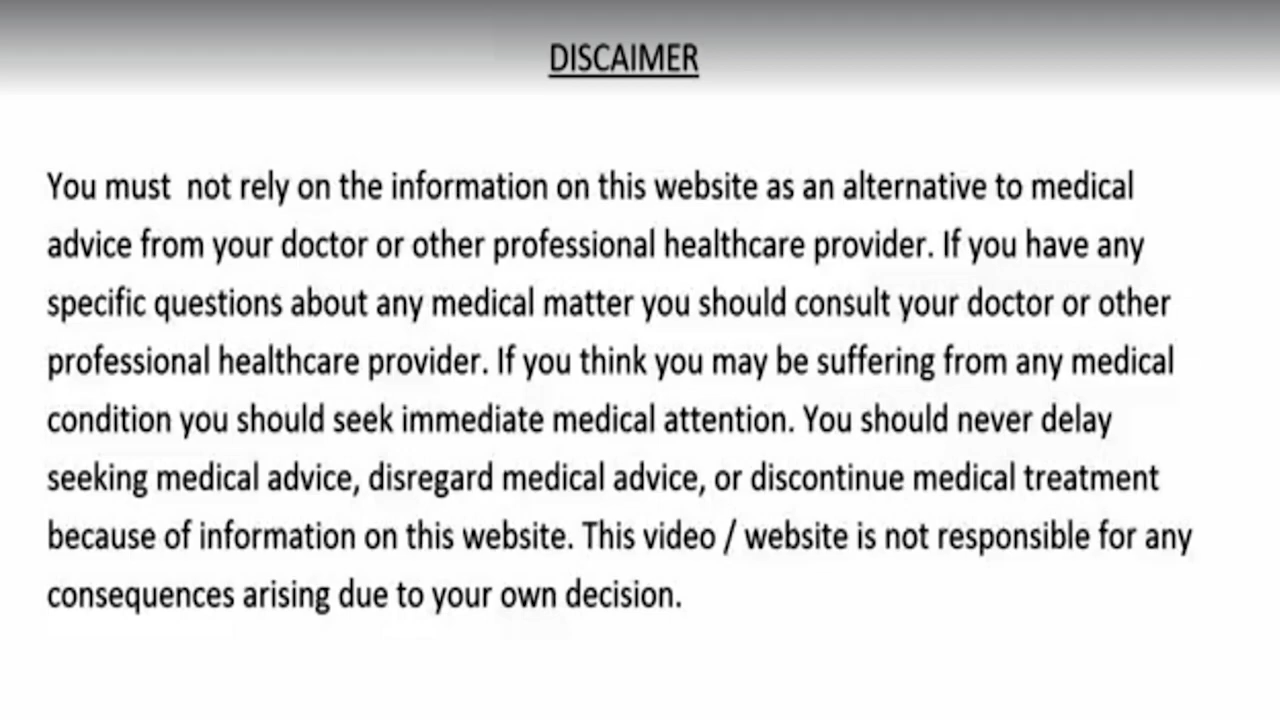 DISCAIMER
You must  not rely on the information on this website as an alternative to medical
advice from your doctor or other professional healthcare provider. If you have any
specific questions about any medical matter you should consult your doctor or other
professional healthcare provider. If you think you may be suffering from any medical
condition you should seek immediate medical attention. You should never delay
seeking medical advice, disregard medical advice, or discontinue medical treatment
because of information on this website. This video / website is not responsible for any
consequences arising due to your own decision.